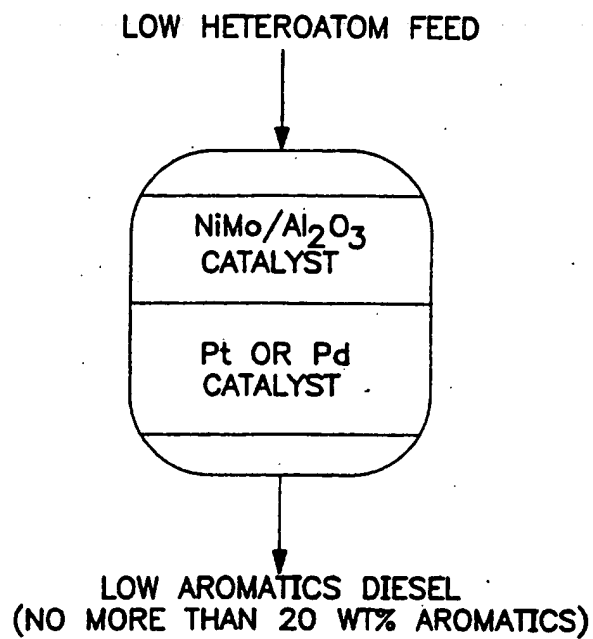 LOW HETEROATOM FEED
NiMo/Al2O3
CATALYST
Pt OR Pd
CATALYST
LOW AROMATICS DIESEL
(NO MORE THAN 20 WT% AROMATICS)